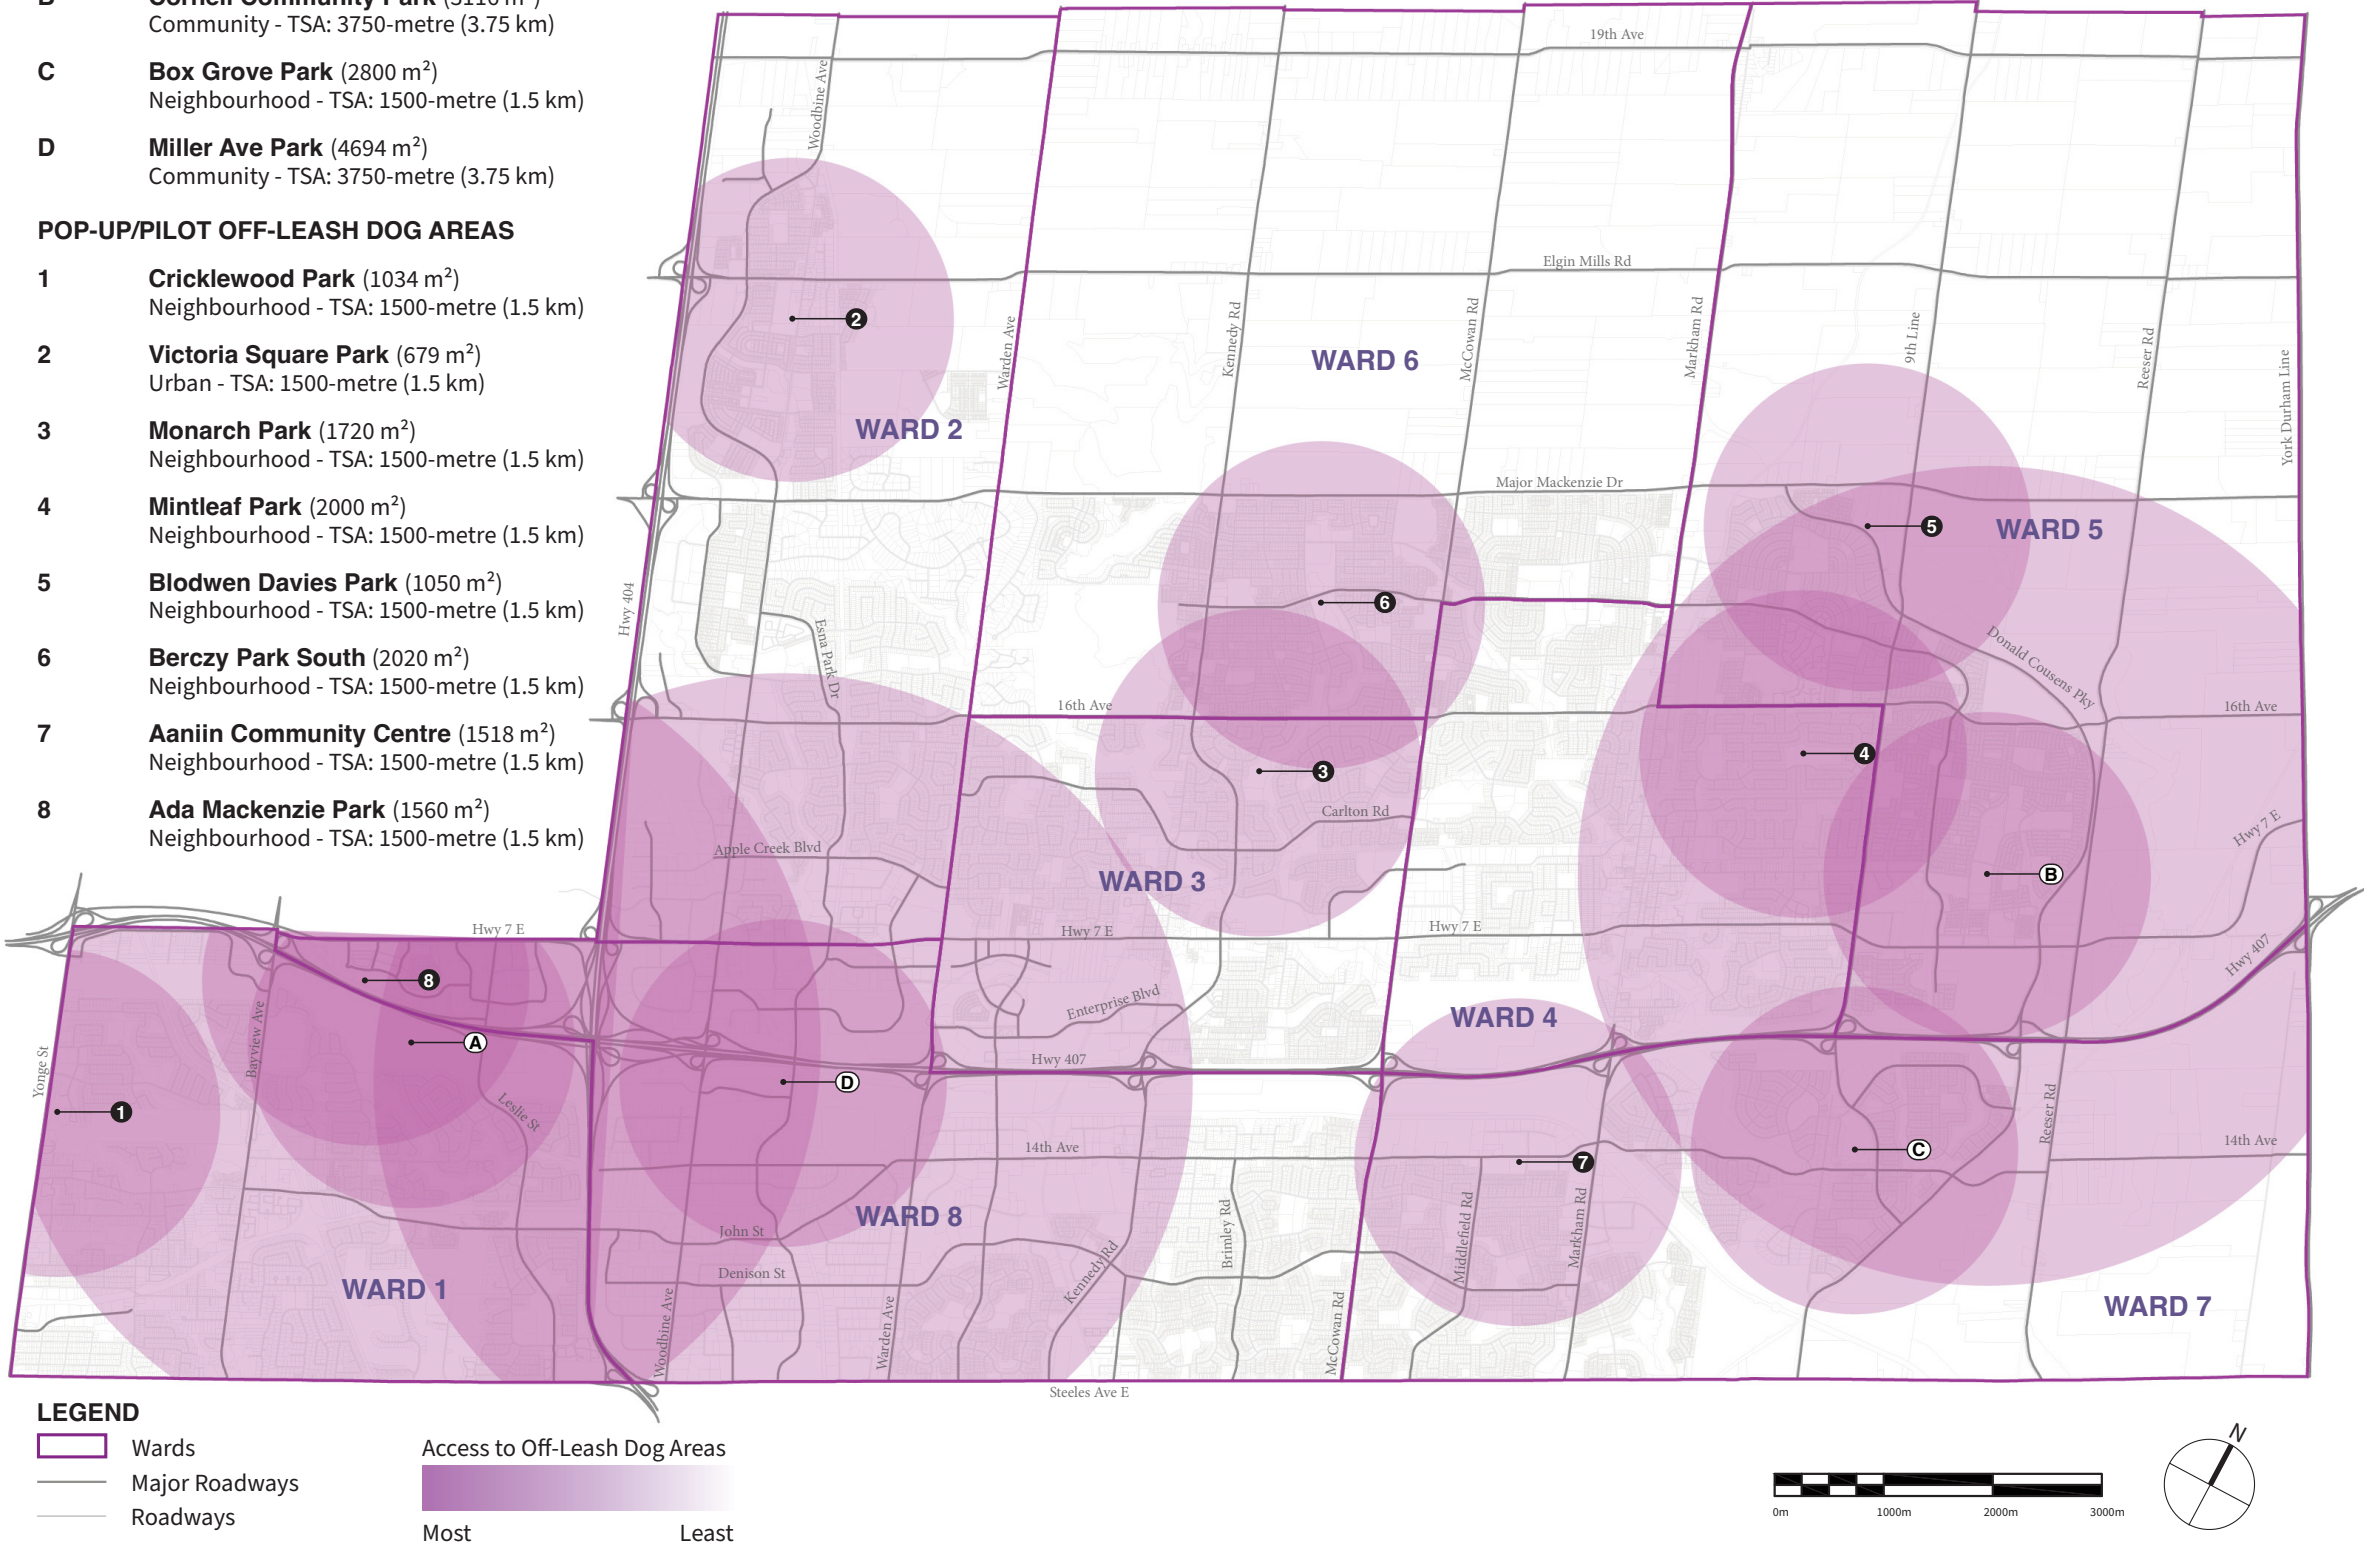 B Cornell Community Park (3116 m²)
Community - TSA: 3750-metre (3.75 km)
C Box Grove Park (2800 m²)
Neighbourhood - TSA: 1500-metre (1.5 km)
D Miller Ave Park (4694 m²)
Community - TSA: 3750-metre (3.75 km)
POP-UP/PILOT OFF-LEASH DOG AREAS
1 Cricklewood Park (1034 m²)
Neighbourhood - TSA: 1500-metre (1.5 km)
2 Victoria Square Park (679 m²)
Urban - TSA: 1500-metre (1.5 km)
3 Monarch Park (1720 m²)
Neighbourhood - TSA: 1500-metre (1.5 km)
4 Mintleaf Park (2000 m²)
Neighbourhood - TSA: 1500-metre (1.5 km)
5 Blodwen Davies Park (1050 m²)
Neighbourhood - TSA: 1500-metre (1.5 km)
6 Berczy Park South (2020 m²)
Neighbourhood - TSA: 1500-metre (1.5 km)
7 Aaniin Community Centre (1518 m²)
Neighbourhood - TSA: 1500-metre (1.5 km)
8 Ada Mackenzie Park (1560 m²)
Neighbourhood - TSA: 1500-metre (1.5 km)
19th Ave
Woodbine Ave
Elgin Mills Rd
2
Warden Ave
Kennedy Rd
McCowan Rd
Markham Rd
9th Line
Reeser Rd
York Durham Line
WARD 6
WARD 2
Major Mackenzie Dr
5
WARD 5
Hwy 404
Esna Park Dr
6
Donald Cousens Pky
16th Ave
16th Ave
4
3
Carlton Rd
Apple Creek Blvd
Hwy 7 E
WARD 3
B
Hwy 7 E
Hwy 7 E
Hwy 7 E
Hwy 407
8
Enterprise Blvd
WARD 4
Bayview Ave
A
Yonge St
Hwy 407
D
1
Leslie St
Reeser Rd
14th Ave
14th Ave
C
7
WARD 8
John St
Brimley Rd
Middlefield Rd
Markham Rd
Denison St
Kennedy Rd
WARD 1
WARD 7
Woodbine Ave
Warden Ave
McCowan Rd
Steeles Ave E
LEGEND
Wards
Major Roadways
Roadways
Access to Off-Leash Dog Areas
Most Least
0m 1000m 2000m 3000m
N